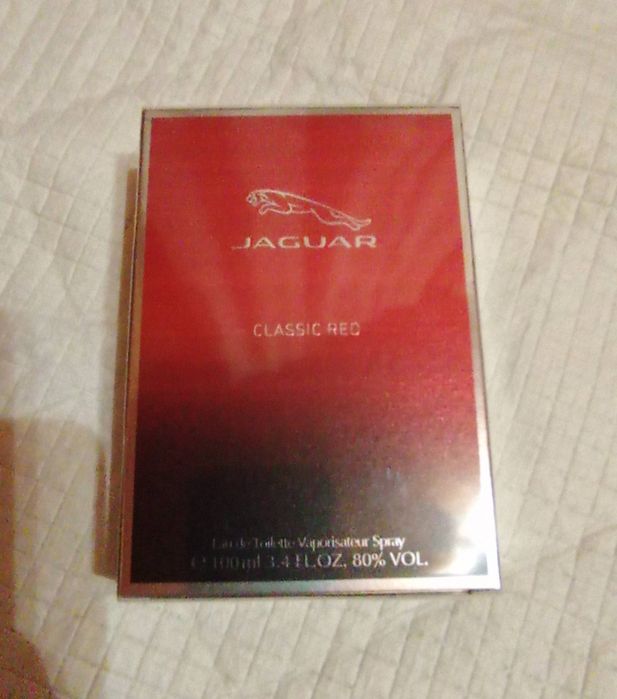 JAGUAR
CLASSIC RED
Eau de Toilette Vaporisateur Spray
℮ 100 ml 3.4 FL.OZ, 80% VOL.